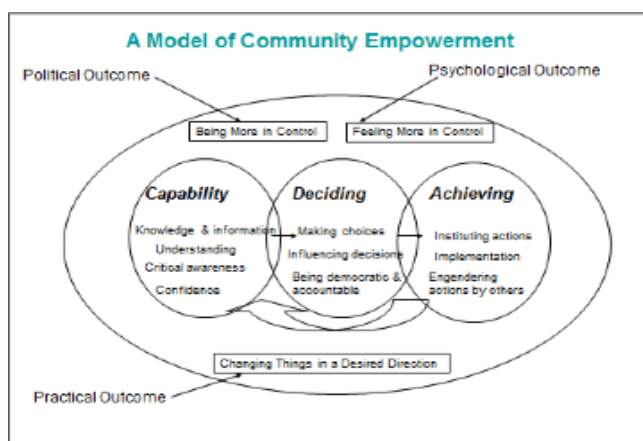 A Model of Community Empowerment
Political Outcome
Psychological Outcome
Being More in Control
Feeling More in Control
Capability
Knowledge & information
Understanding
Critical awareness
Confidence
Deciding
Making choices
Influencing decisions
Being democratic &
accountable
Achieving
Instituting actions
Implementation
Engendering
actions by others
Changing Things in a Desired Direction
Practical Outcome